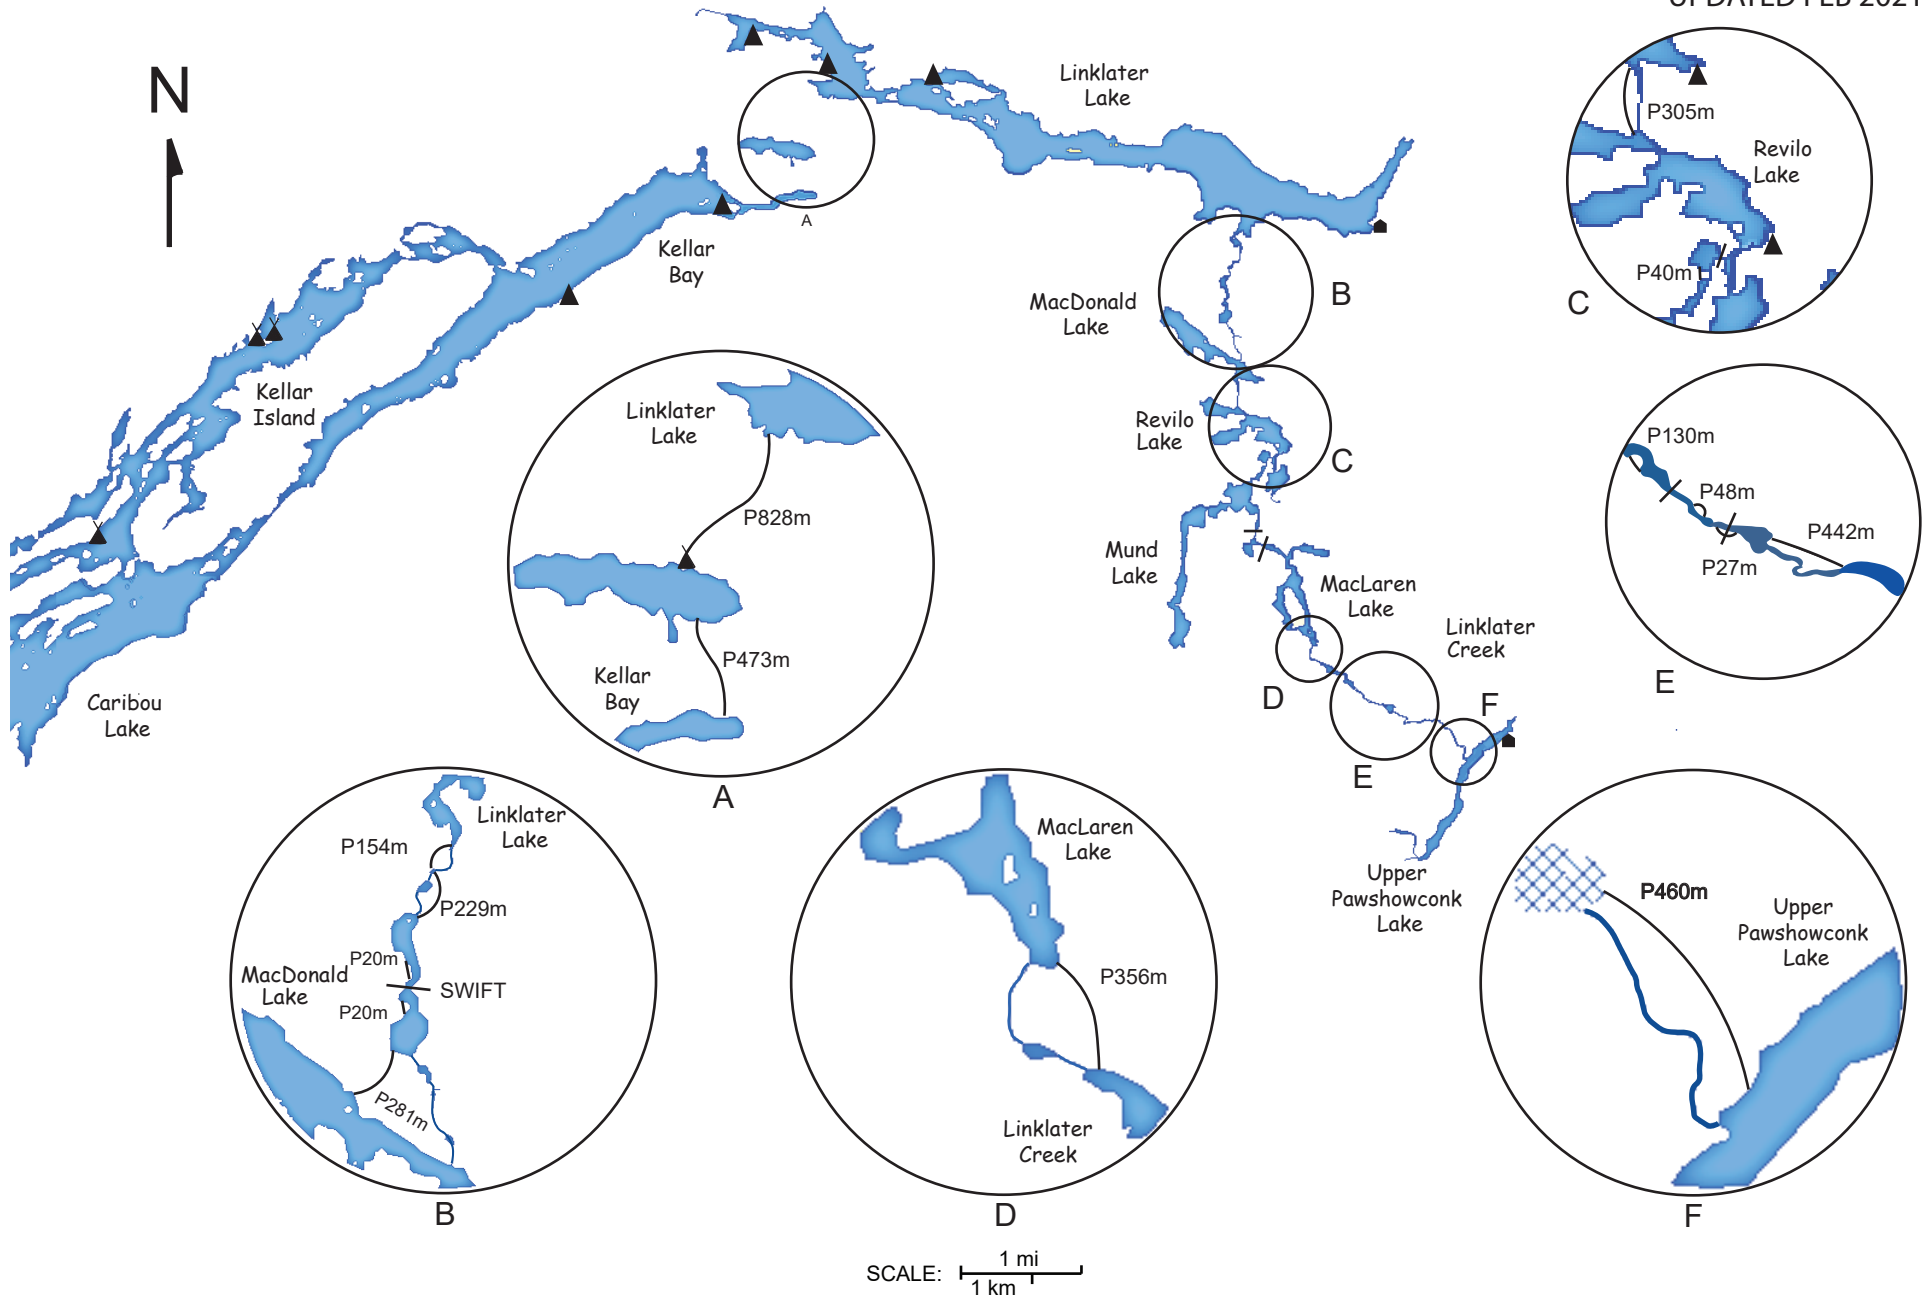 UPDATED FEB 2021
N
Linklater
Lake
A
Kellar
Bay
B
MacDonald
Lake
Kellar
Island
Revilo
Lake
C
Mund
Lake
MacLaren
Lake
Linklater
Creek
D
E
F
Upper
Pawshowconk
Lake
Caribou
Lake
P305m
Revilo
Lake
P40m
C
Linklater
Lake
P828m
P473m
Kellar
Bay
A
P130m
P48m
P442m
P27m
E
Linklater
Lake
P154m
P229m
P20m
MacDonald
Lake
SWIFT
P20m
P281m
B
MacLaren
Lake
P356m
Linklater
Creek
D
P460m
Upper
Pawshowconk
Lake
F
SCALE:
1 mi
1 km